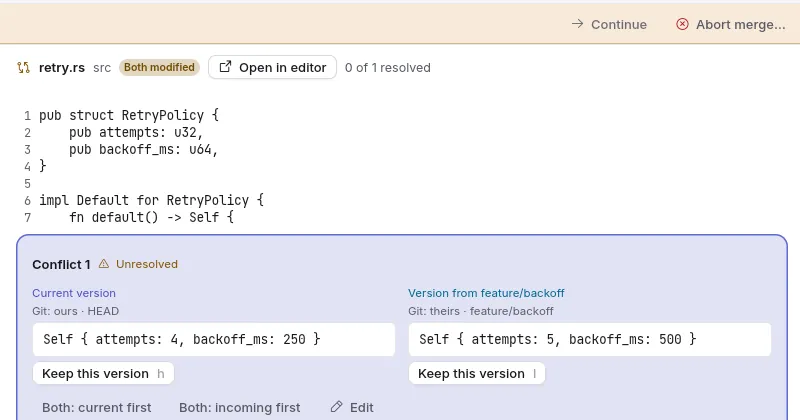 Continue Abort merge...
retry.rs src Both modified Open in editor 0 of 1 resolved
1 pub struct RetryPolicy {
2 pub attempts: u32,
3 pub backoff_ms: u64,
4 }
5
6 impl Default for RetryPolicy {
7 fn default() -> Self {
Conflict 1 Unresolved
Current version
Git: ours · HEAD
Self { attempts: 4, backoff_ms: 250 }
Keep this version h
Version from feature/backoff
Git: theirs · feature/backoff
Self { attempts: 5, backoff_ms: 500 }
Keep this version l
Both: current first Both: incoming first Edit